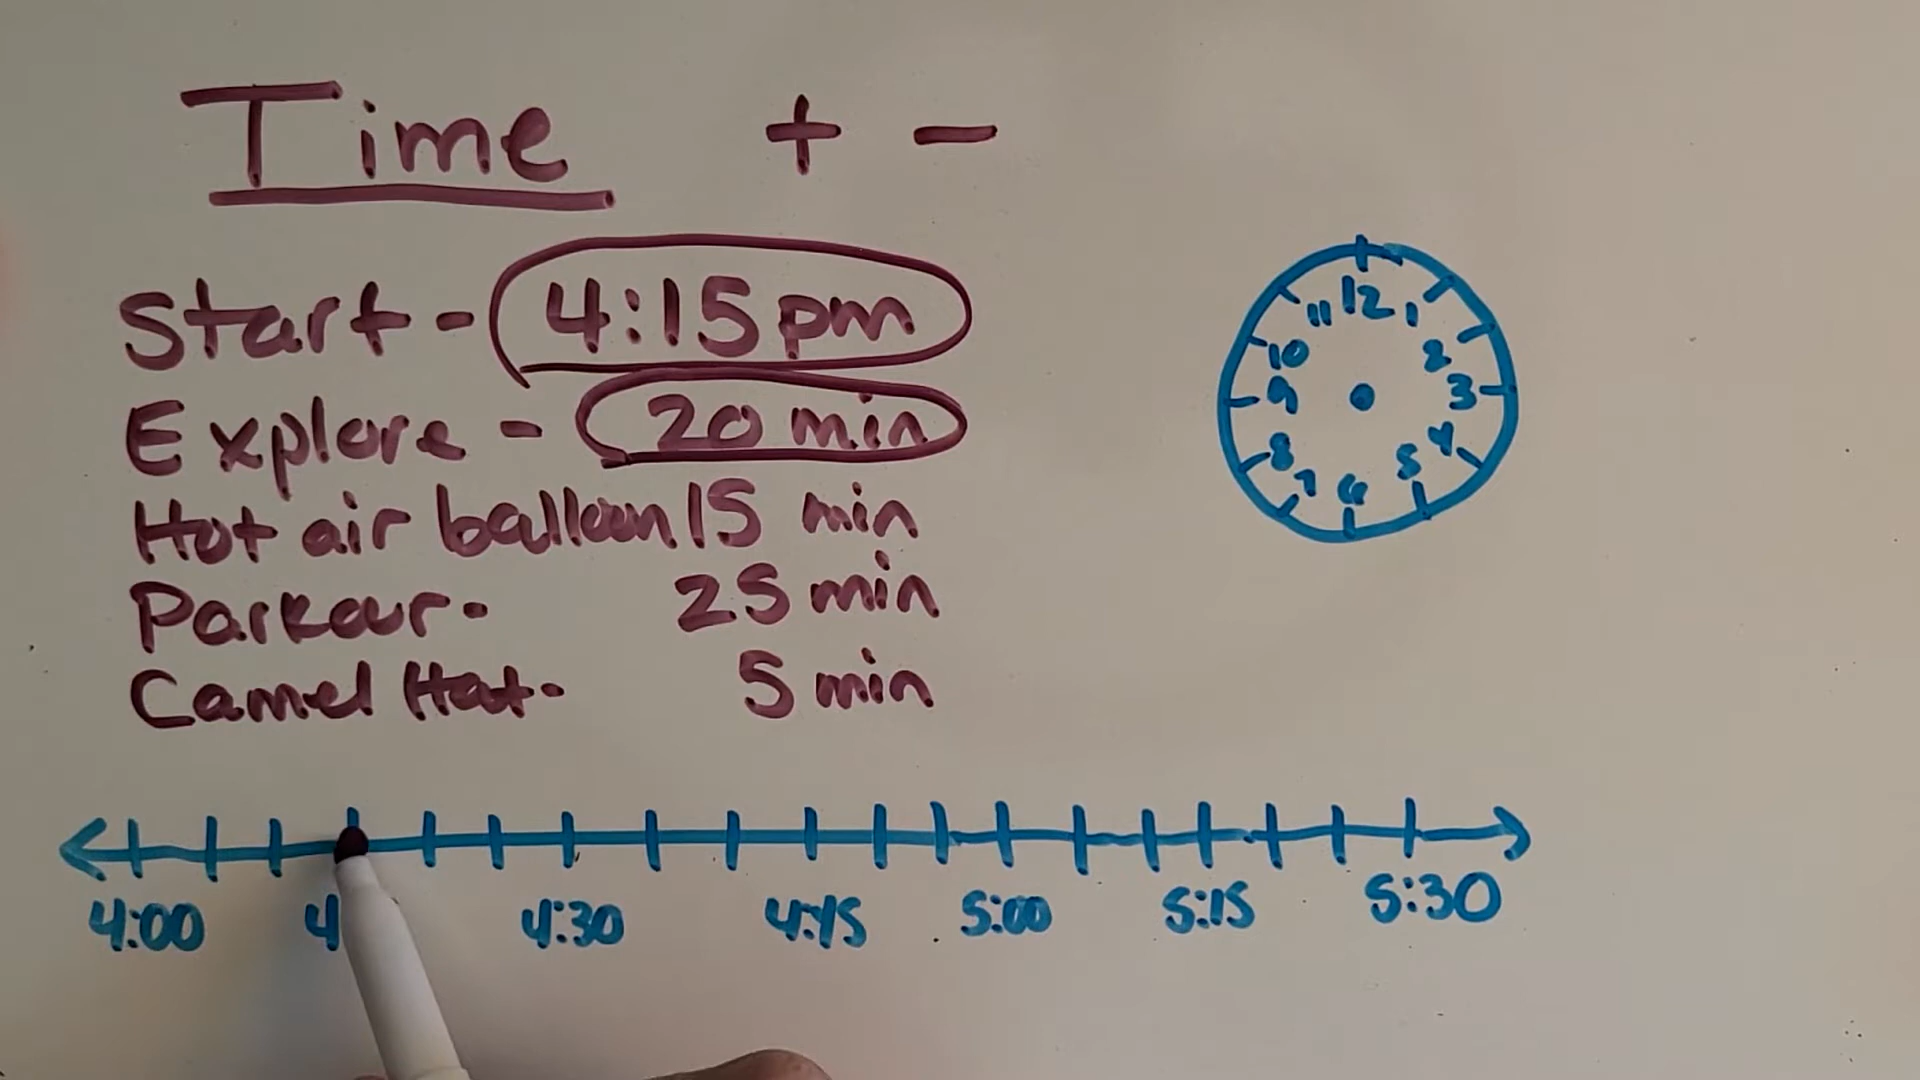 Time + -
Start - 4:15 pm
Explore - 20 min
Hot air balloon 15 min
Parkour - 25 min
Camel Hat - 5 min
12
11 1
10 2
9 3
8 4
7 6 5
4:00 4 4:30 4:45 5:00 5:15 5:30